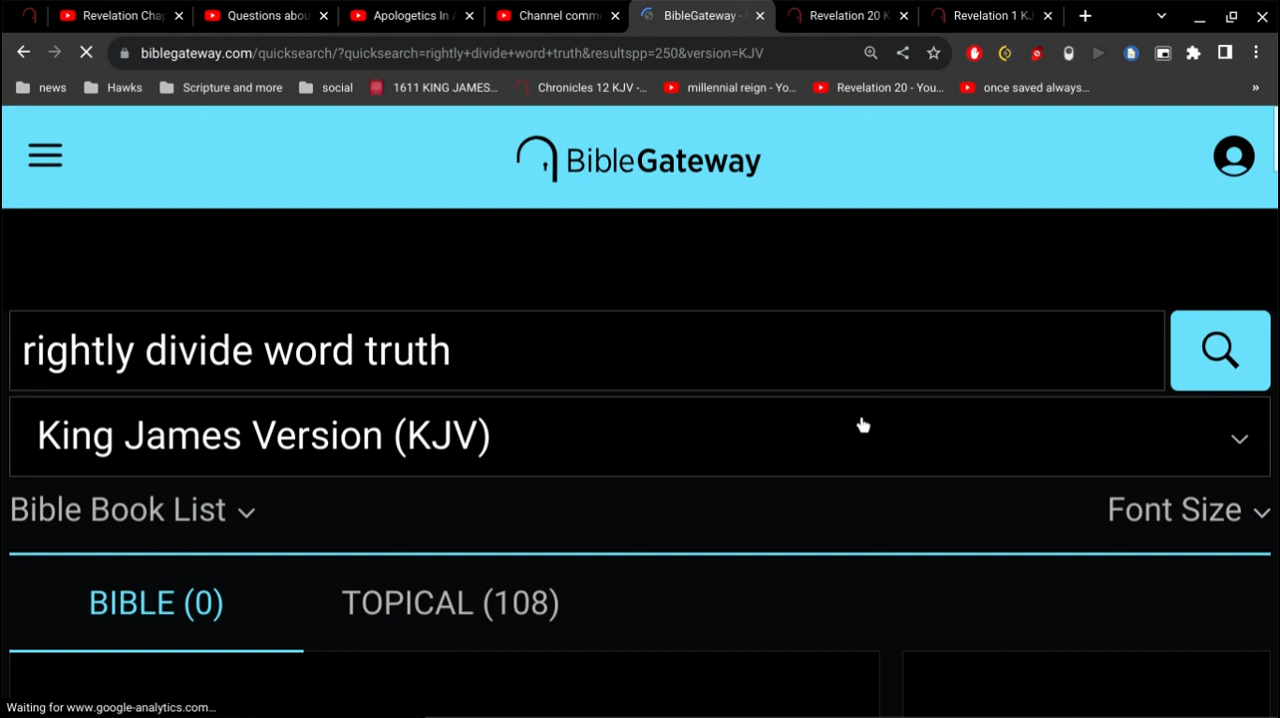 Revelation Cha
Questions abou
Apologetics In A
Channel comm
BibleGateway -
Revelation 20 K
Revelation 1 KJ
biblegateway.com/quicksearch/?quicksearch=rightly+divide+word+truth&resultspp=250&version=KJV
news
Hawks
Scripture and more
social
1611 KING JAMES...
Chronicles 12 KJV -...
millennial reign - Yo...
Revelation 20 - You...
once saved always...
»
BibleGateway
rightly divide word truth
King James Version (KJV)
Bible Book List
Font Size
BIBLE (0)
TOPICAL (108)
Waiting for www.google-analytics.com...